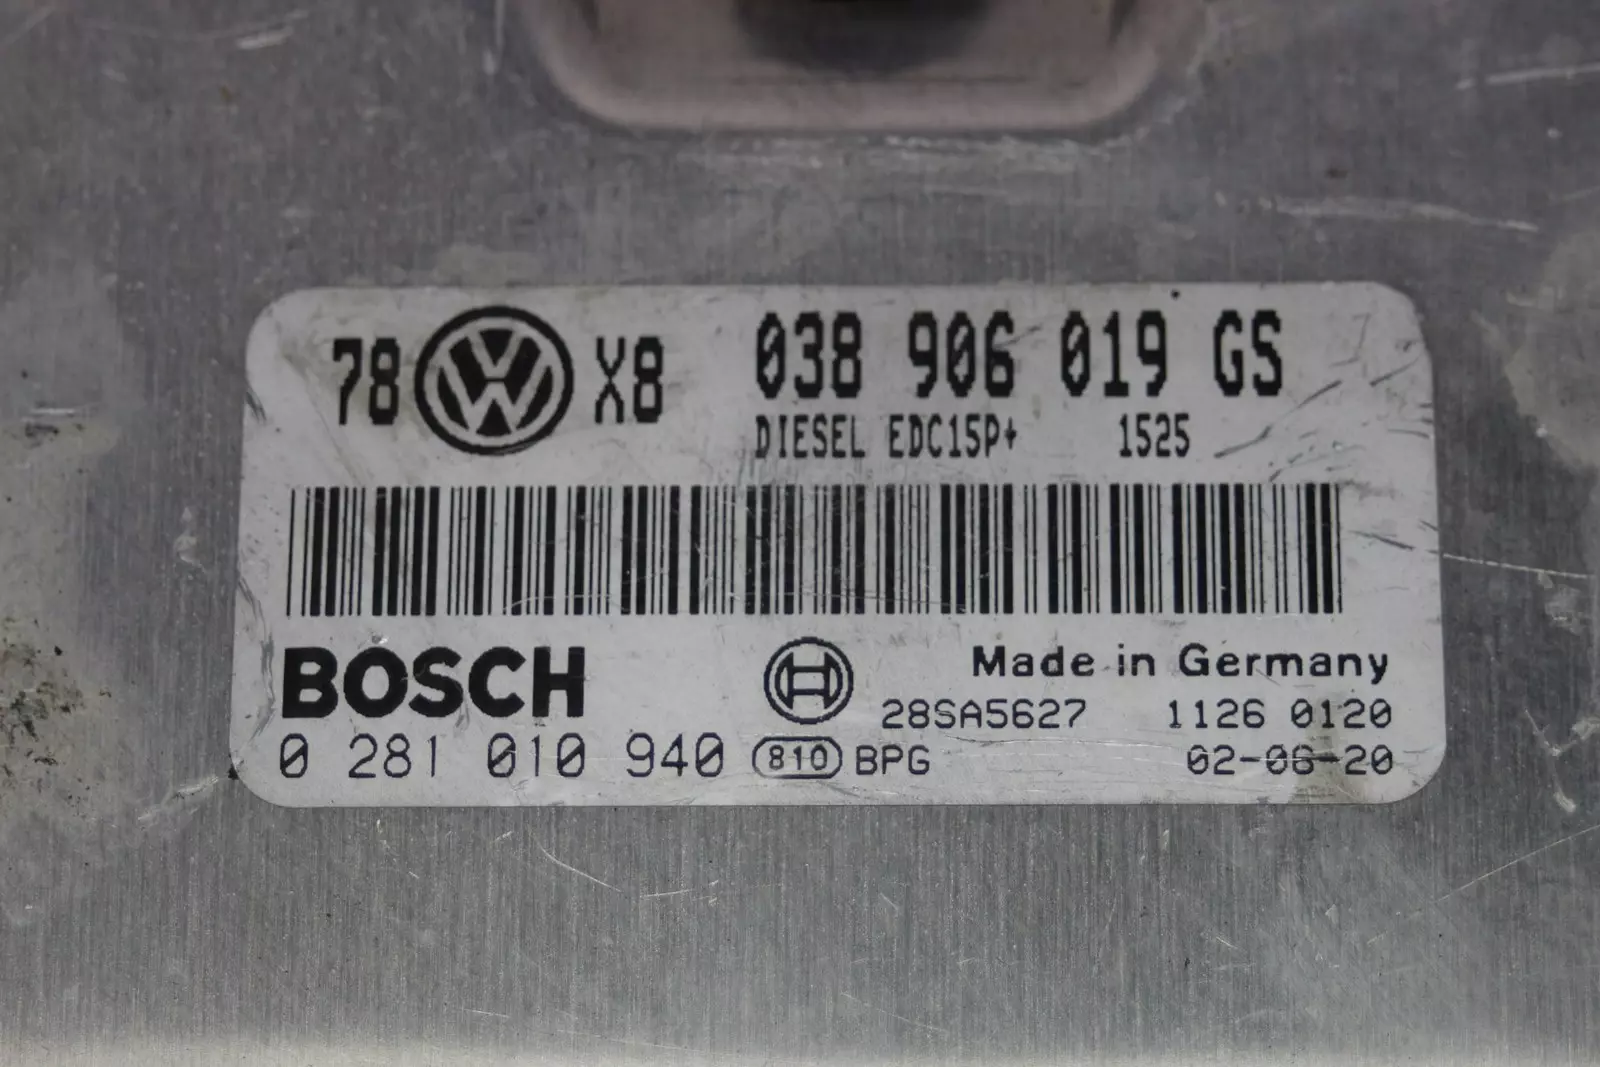 78 VW X8 038 906 019 GS
DIESEL EDC15P+ 1525
BOSCH
Made in Germany
28SA5627 1126 0120
0 281 010 940 810 BPG 02-06-20